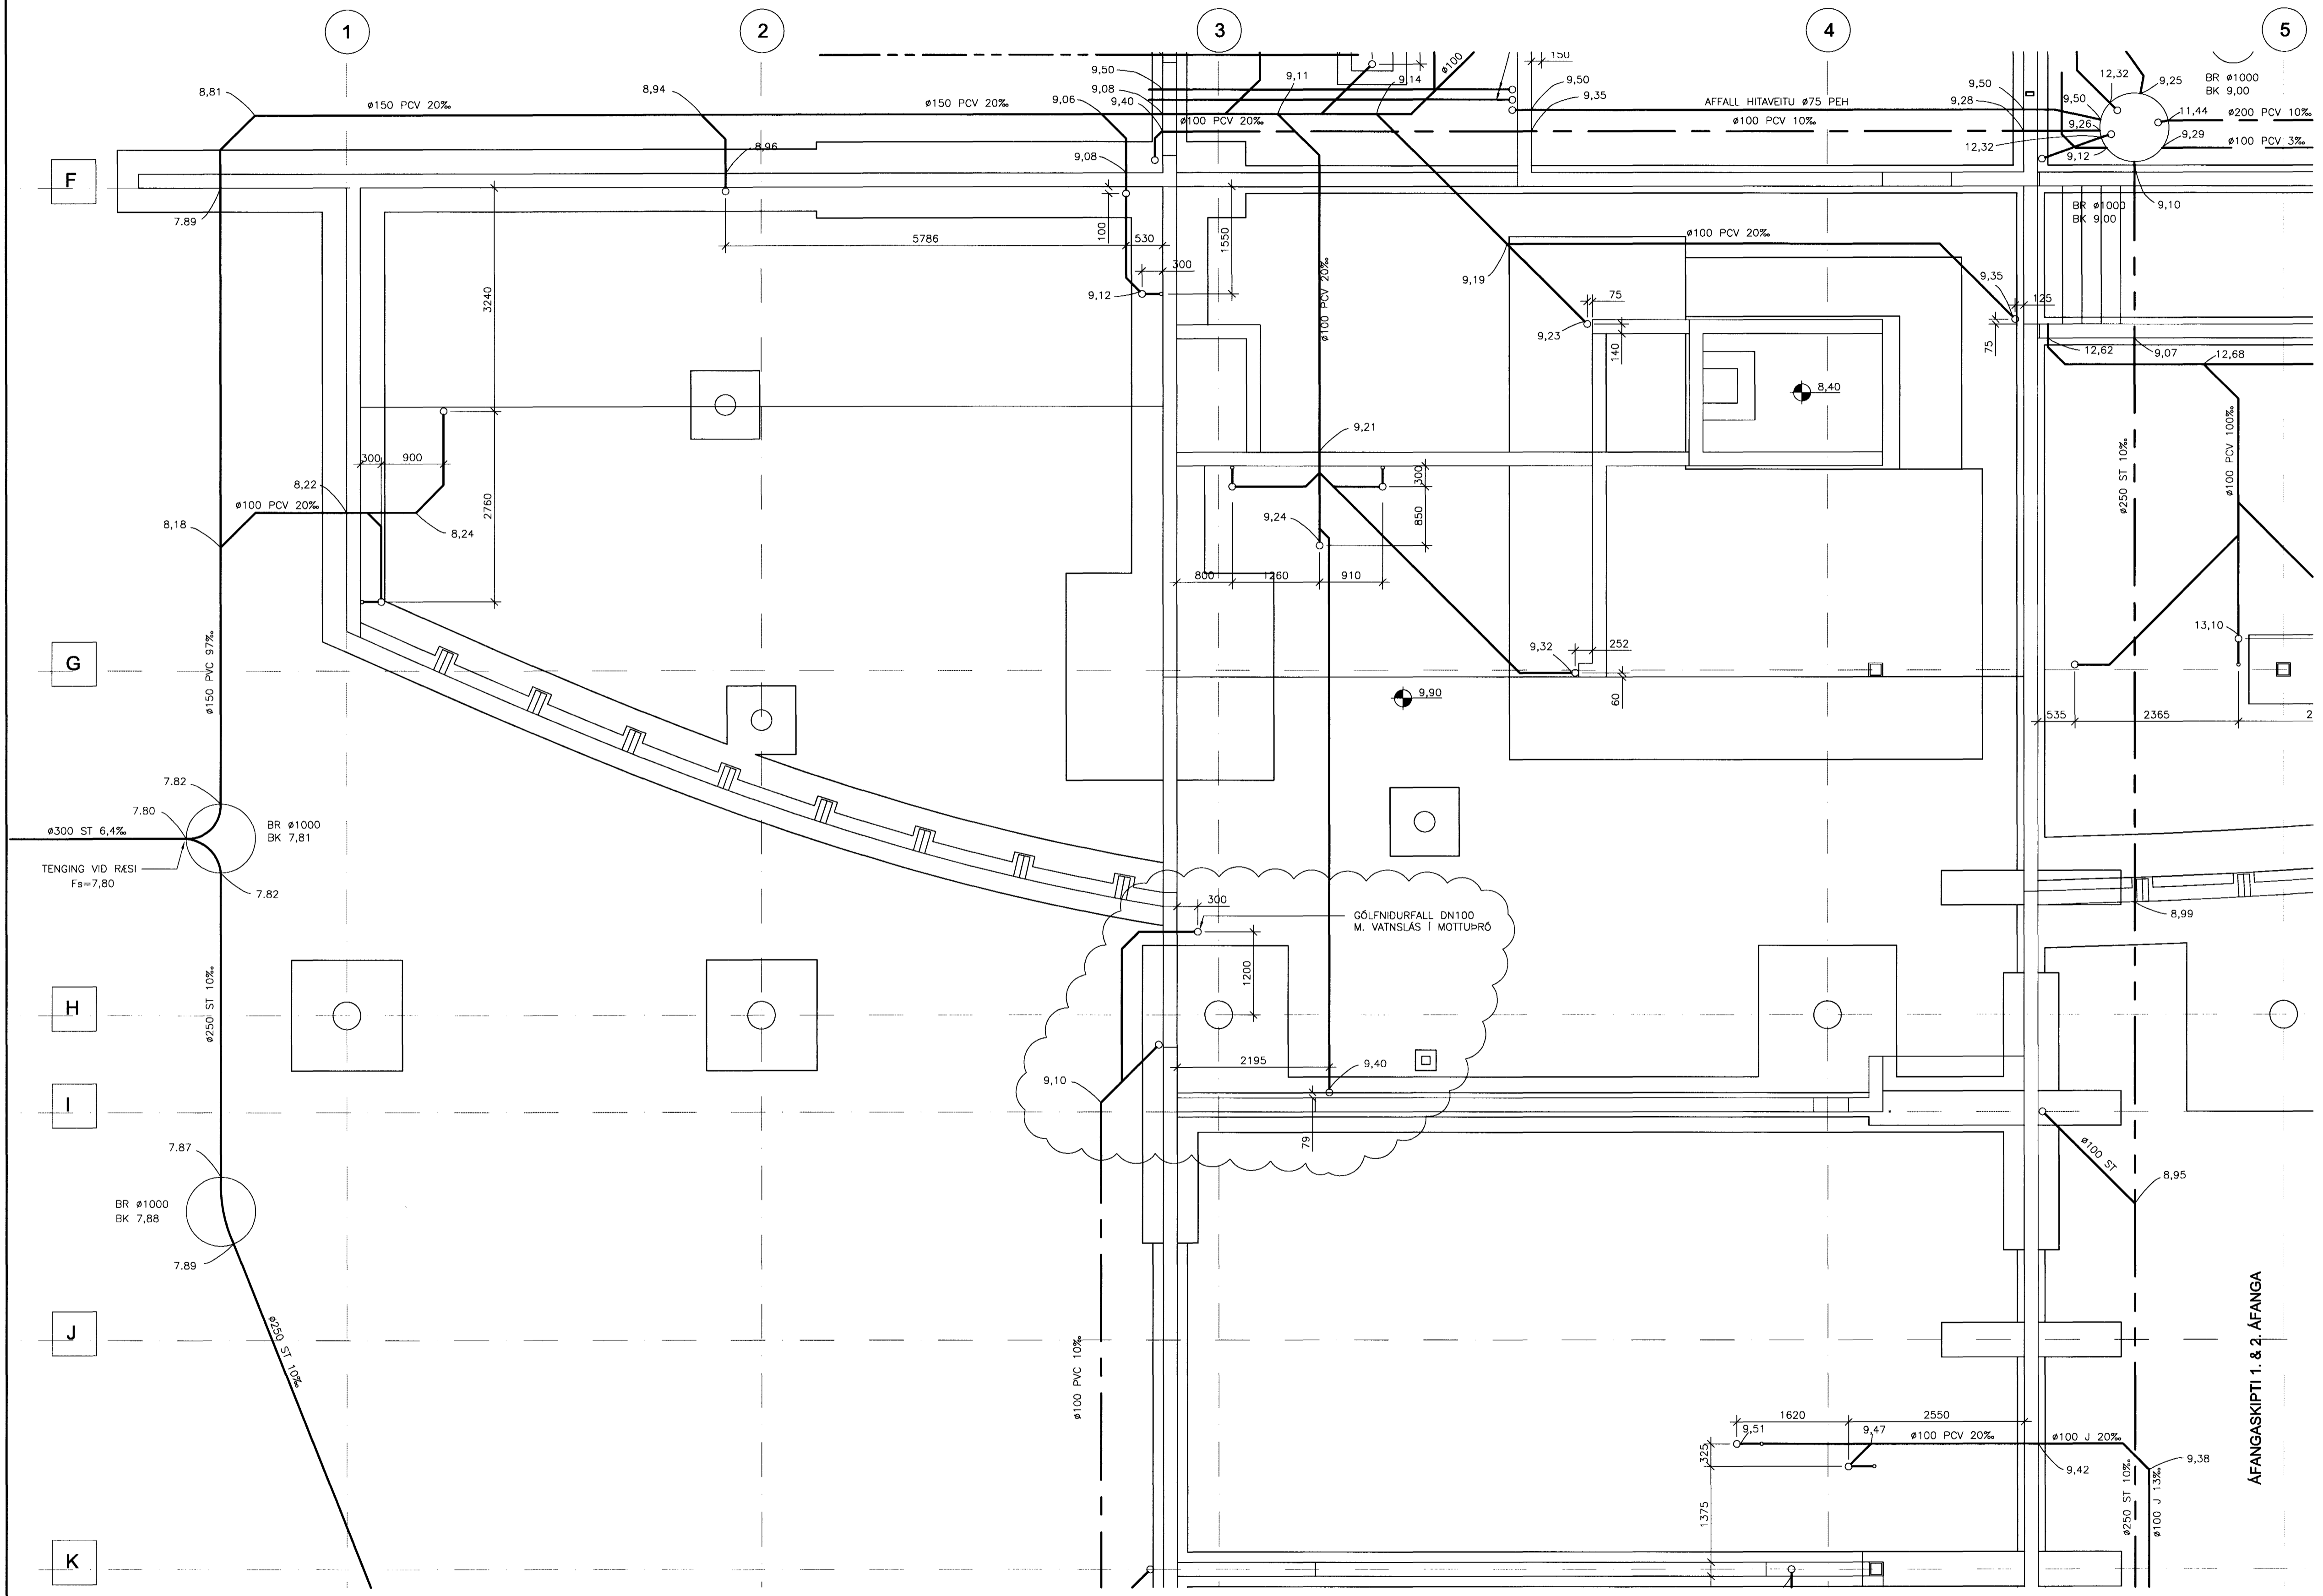 1
2
3
4
5
8,81
ø150 PCV 20‰
8,94
ø150 PCV 20‰
9,50
9,08
9,40
9,06
ø100 PCV 20‰
9,11
9,14
ø100
150
9,50
9,35
AFFALL HITAVEITU ø75 PEH
ø100 PCV 10‰
9,50
9,28
12,32
9,25
BR ø1000
BK 9,00
9,50
11,44
ø200 PCV 10‰
9,26
9,29
12,32
9,12
ø100 PCV 3‰
F
8,96
9,08
7.89
BR ø1000
BK 9,00
9,10
100
5786
530
1550
300
9,12
3240
ø100 PCV 20‰
ø100 PCV 20‰
9,19
9,35
125
75
9,23
140
75
12,62
9,07
12,68
8,40
9,21
300
900
8,22
ø100 PCV 20‰
8,18
8,24
2760
300
850
9,24
800
1260
910
ø250 ST 10‰
ø100 PCV 100‰
13,10
G
ø150 PVC 97‰
9,32
252
60
9,90
535
2365
2
7.82
7.80
ø300 ST 6,4‰
BR ø1000
BK 7,81
TENGING VID RÆSI
Fs=7,80
7.82
300
GÓLFNIDURFALL DN100
M. VATNSLÁS Í MOTTUÞRÓ
8,99
1200
H
ø250 ST 10‰
2195
9,40
9,10
I
79
7.87
BR ø1000
BK 7,88
7.89
ø100 ST
8,95
J
ø250 ST 10‰
ø100 PVC 10‰
ÁFANGASKIPTI 1. & 2. ÁFANGA
1620
2550
9,51
9,47
ø100 PCV 20‰
ø100 J 20‰
325
9,42
9,38
1375
ø250 ST 10‰
ø100 J 13‰
K